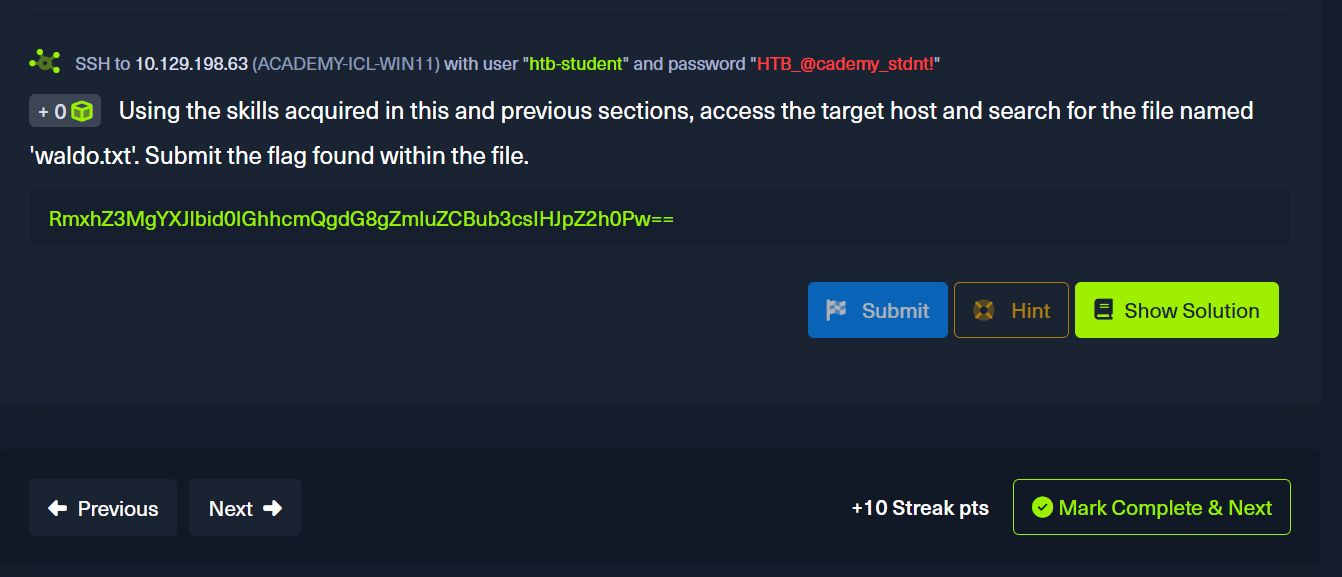 SSH to 10.129.198.63 (ACADEMY-ICL-WIN11) with user "htb-student" and password "HTB_@cademy_stdnt!"
+ 0 Using the skills acquired in this and previous sections, access the target host and search for the file named
'waldo.txt'. Submit the flag found within the file.
RmxhZ3MgYXJlbid0IGhhcmQgdG8gZmluZCBub3csIHJpZ2h0Pw==
Submit Hint Show Solution
Previous Next +10 Streak pts Mark Complete & Next